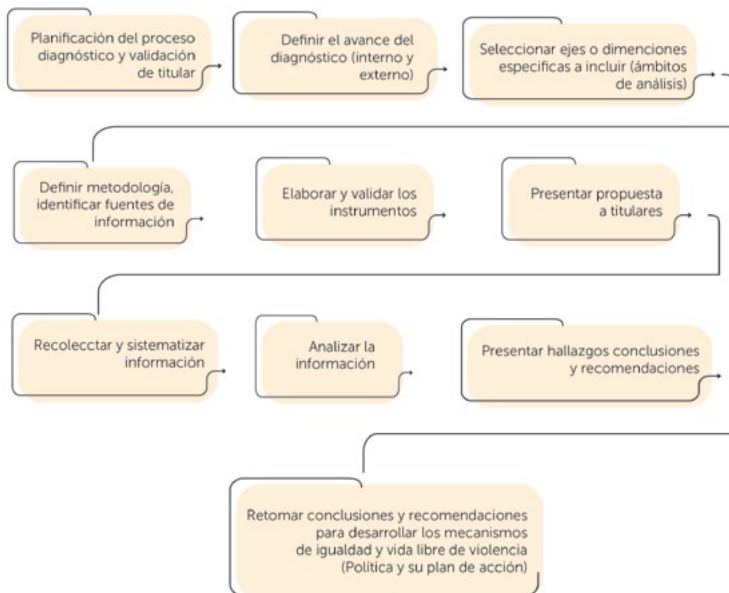 Planificación del proceso
diagnóstico y validación
de titular
Definir el avance del
diagnóstico (interno y
externo)
Seleccionar ejes o dimenciones
especificas a incluir (ámbitos
de análisis)
Definir metodología,
identificar fuentes de
información
Elaborar y validar los
instrumentos
Presentar propuesta
a titulares
Recolecctar y sistematizar
información
Analizar la
información
Presentar hallazgos conclusiones
y recomendaciones
Retomar conclusiones y recomendaciones
para desarrollar los mecanismos
de igualdad y vida libre de violencia
(Política y su plan de acción)